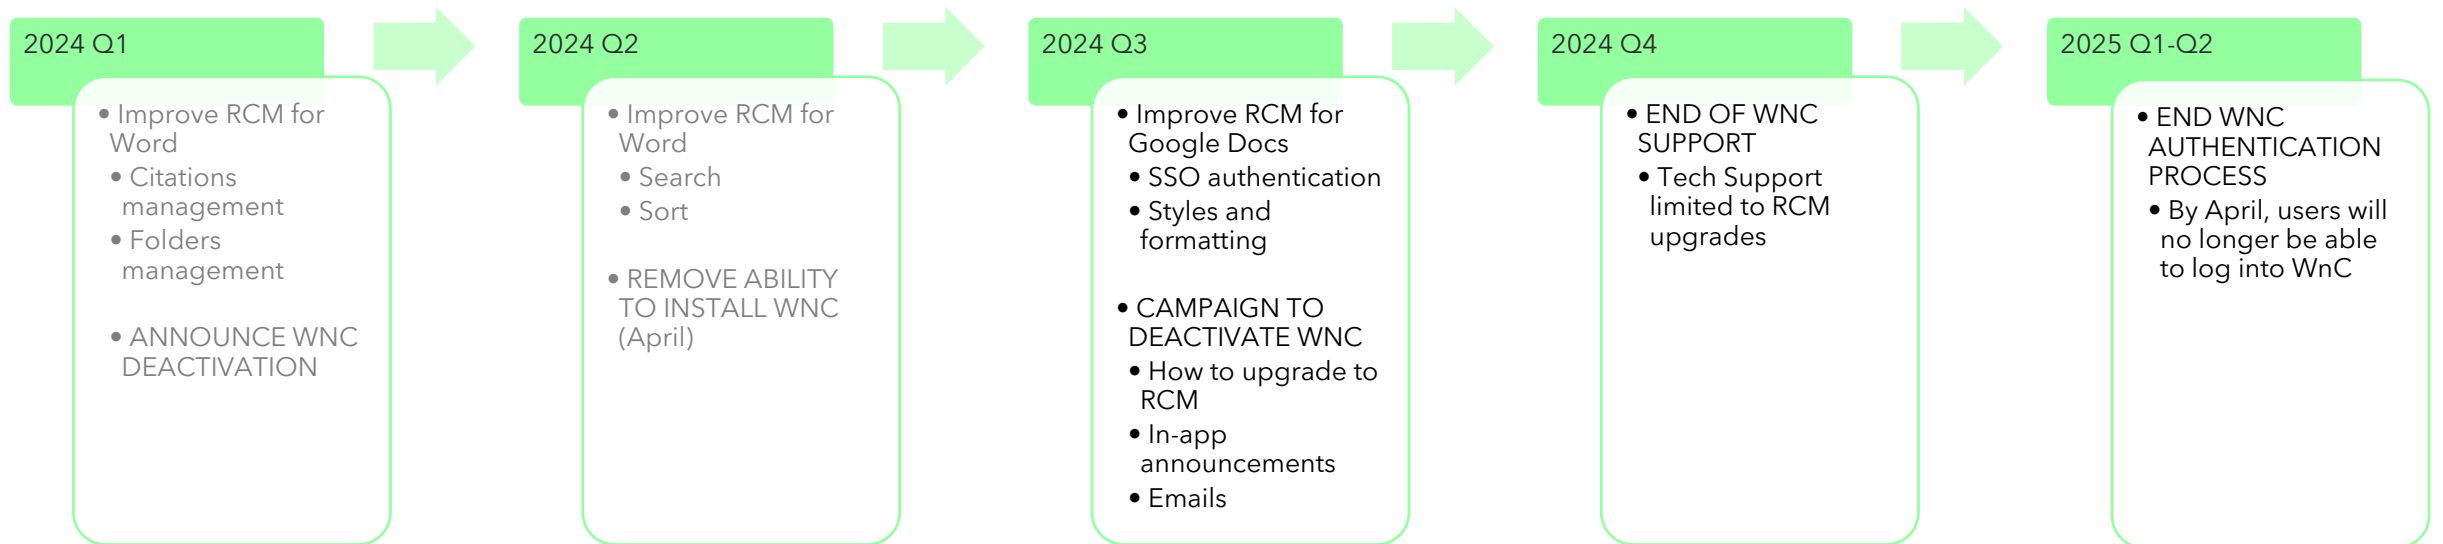 2024 Q1
• Improve RCM for
Word
• Citations
management
• Folders
management
• ANNOUNCE WNC
DEACTIVATION
2024 Q2
• Improve RCM for
Word
• Search
• Sort
• REMOVE ABILITY
TO INSTALL WNC
(April)
2024 Q3
• Improve RCM for
Google Docs
• SSO authentication
• Styles and
formatting
• CAMPAIGN TO
DEACTIVATE WNC
• How to upgrade to
RCM
• In-app
announcements
• Emails
2024 Q4
• END OF WNC
SUPPORT
• Tech Support
limited to RCM
upgrades
2025 Q1-Q2
• END WNC
AUTHENTICATION
PROCESS
• By April, users will
no longer be able
to log into WnC